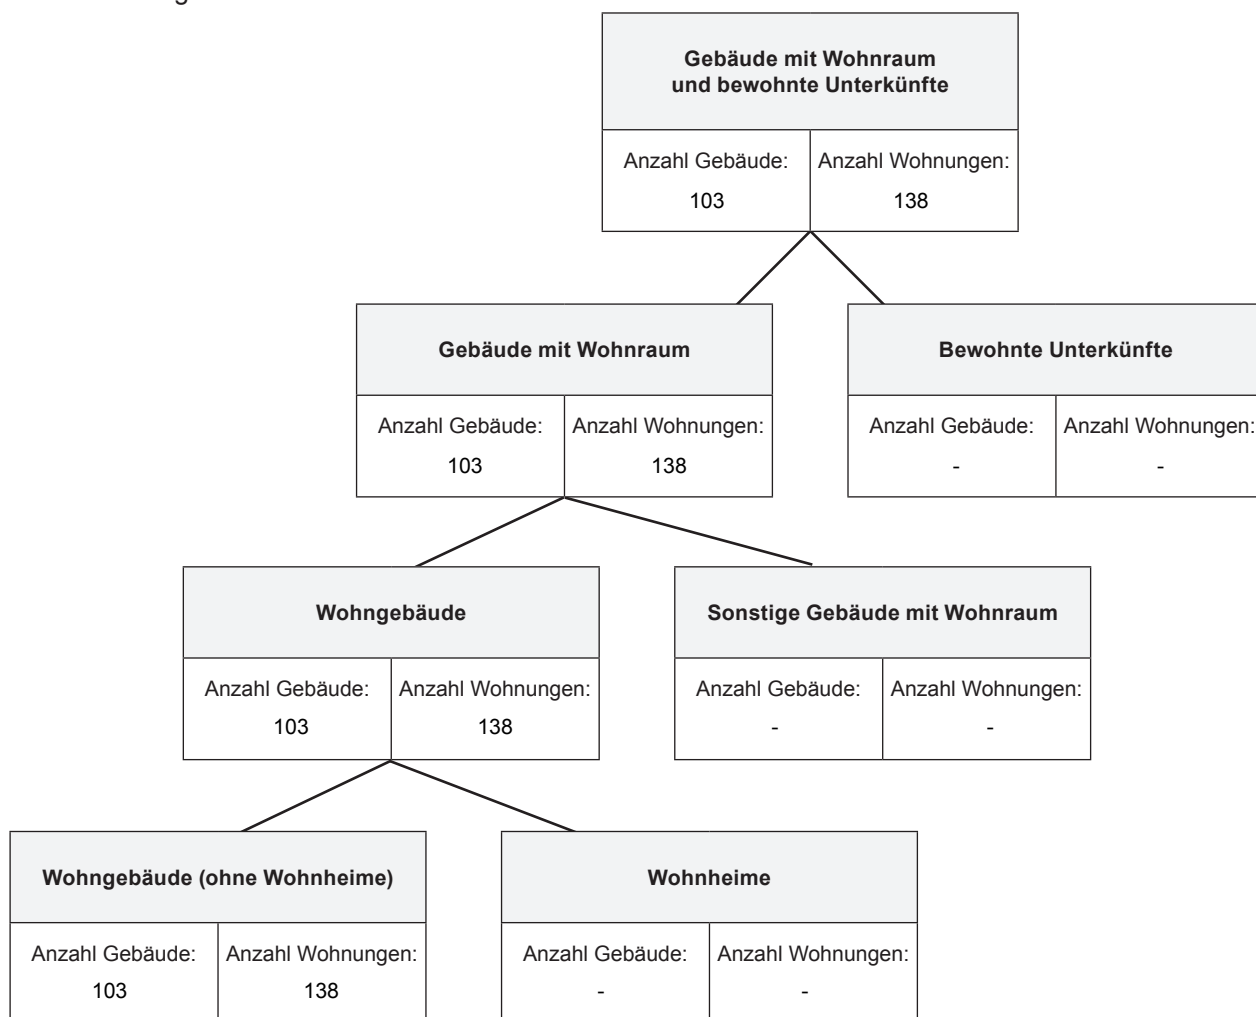 Gebäude mit Wohnraum
und bewohnte Unterkünfte
Anzahl Gebäude: Anzahl Wohnungen:
103 138
Gebäude mit Wohnraum
Anzahl Gebäude: Anzahl Wohnungen:
103 138
Bewohnte Unterkünfte
Anzahl Gebäude: Anzahl Wohnungen:
- -
Wohngebäude
Anzahl Gebäude: Anzahl Wohnungen:
103 138
Sonstige Gebäude mit Wohnraum
Anzahl Gebäude: Anzahl Wohnungen:
- -
Wohngebäude (ohne Wohnheime)
Anzahl Gebäude: Anzahl Wohnungen:
103 138
Wohnheime
Anzahl Gebäude: Anzahl Wohnungen:
- -